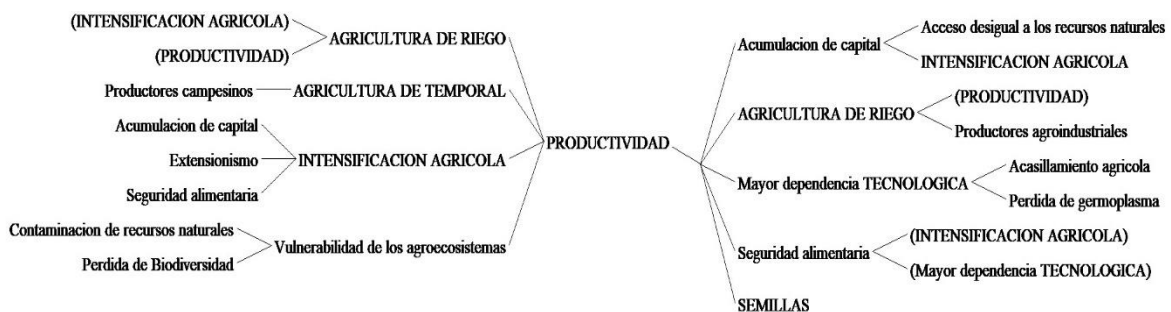 (INTENSIFICACION AGRICOLA)
(PRODUCTIVIDAD)
AGRICULTURA DE RIEGO
Productores campesinos
AGRICULTURA DE TEMPORAL
Acumulacion de capital
Extensionismo
Seguridad alimentaria
INTENSIFICACION AGRICOLA
Contaminacion de recursos naturales
Perdida de Biodiversidad
Vulnerabilidad de los agroecosistemas
PRODUCTIVIDAD
Acumulacion de capital
Acceso desigual a los recursos naturales
INTENSIFICACION AGRICOLA
AGRICULTURA DE RIEGO
(PRODUCTIVIDAD)
Productores agroindustriales
Mayor dependencia TECNOLOGICA
Acasillamiento agricola
Perdida de germoplasma
Seguridad alimentaria
(INTENSIFICACION AGRICOLA)
(Mayor dependencia TECNOLOGICA)
SEMILLAS